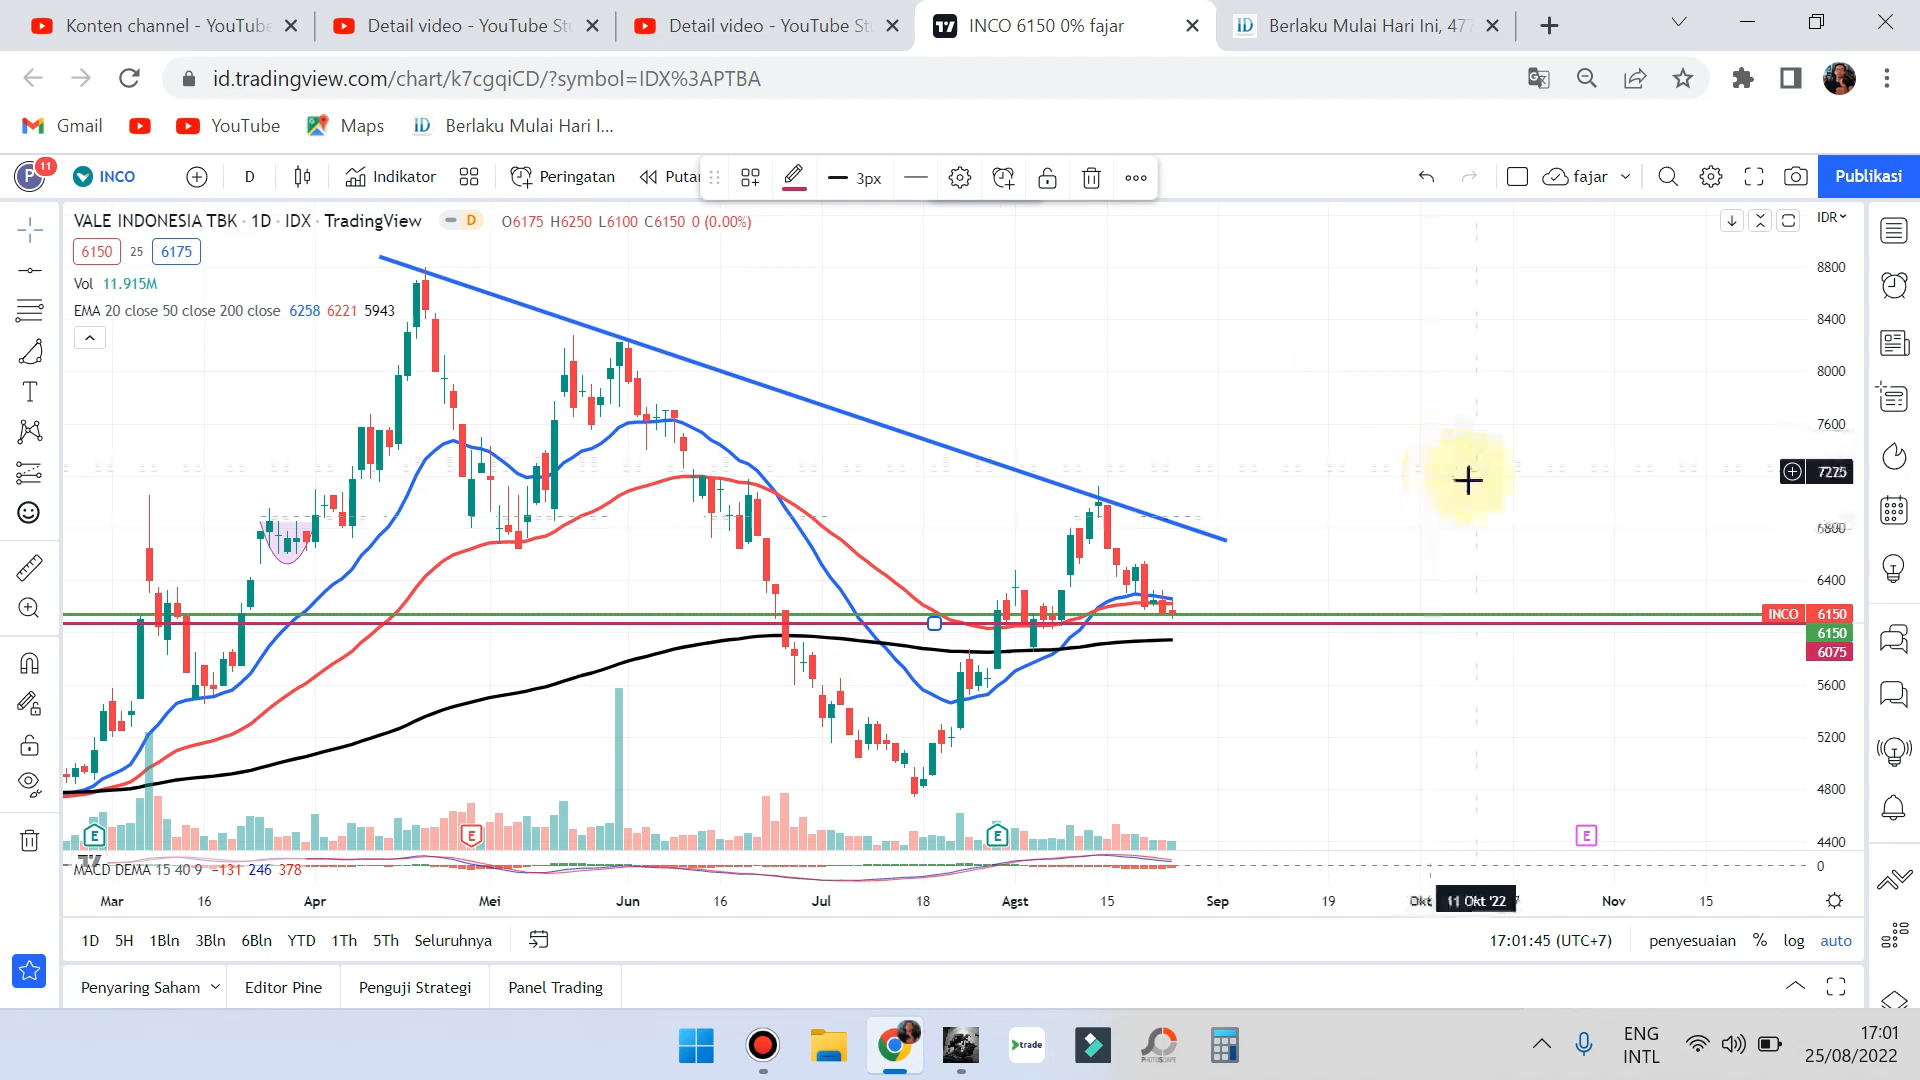 Konten channel - YouTube
Detail video - YouTube Stu
Detail video - YouTube Stu
INCO 6150 0% fajar
Berlaku Mulai Hari Ini, 477
id.tradingview.com/chart/k7cgqiCD/?symbol=IDX%3APTBA
Gmail
YouTube
Maps
Berlaku Mulai Hari I...
P
11
INCO
D
Indikator
Peringatan
Putar
3px
fajar
Publikasi
VALE INDONESIA TBK · 1D · IDX · TradingView
D
O6175 H6250 L6100 C6150 0 (0.00%)
IDR
6150
25
6175
Vol 11.915M
EMA 20 close 50 close 200 close 6258 6221 5943
8800
8400
8000
7600
7225
6800
6400
INCO 6150
6150
6075
5600
5200
4800
4400
0
E
E
E
E
MACD DEMA 15 40 9 −131 246 378
Mar
16
Apr
Mei
Jun
16
Jul
18
Agst
15
Sep
19
Okt
11 Okt '22
Nov
15
1D
5H
1Bln
3Bln
6Bln
YTD
1Th
5Th
Seluruhnya
17:01:45 (UTC+7)
penyesuaian
%
log
auto
Penyaring Saham
Editor Pine
Penguji Strategi
Panel Trading
trade
PHOTOSCAPE
ENG
INTL
17:01
25/08/2022